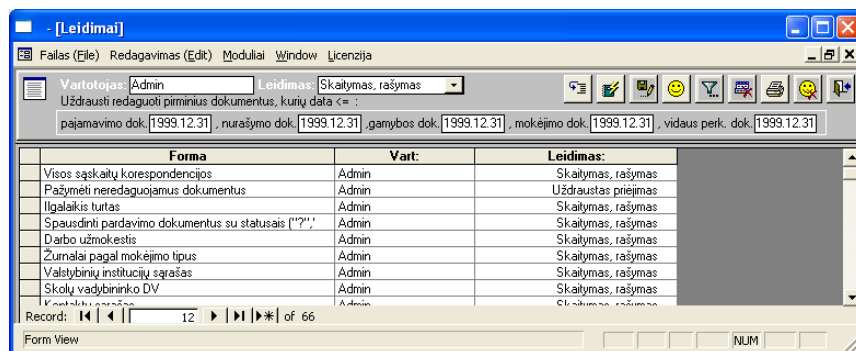 - [Leidimai]
Failas (File) Redagavimas (Edit) Moduliai Window Licenzija
Vartotojas: Admin Leidimas: Skaitymas, rašymas
Uždrausti redaguoti pirminius dokumentus, kurių data <= :
pajamavimo dok. 1999.12.31 , nurašymo dok. 1999.12.31 ,gamybos dok. 1999.12.31 , mokėjimo dok. 1999.12.31 , vidaus perk. dok. 1999.12.31
Forma Vart: Leidimas:
Visos sąskaitų korespondencijos Admin Skaitymas, rašymas
Pažymėti neredaguojamus dokumentus Admin Uždraustas priėjimas
Ilgalaikis turtas Admin Skaitymas, rašymas
Spausdinti pardavimo dokumentus su statusais ("?",' Admin Skaitymas, rašymas
Darbo užmokestis Admin Skaitymas, rašymas
Žurnalai pagal mokėjimo tipus Admin Skaitymas, rašymas
Valstybinių institucijų sąrašas Admin Skaitymas, rašymas
Skolų vadybininko DV Admin Skaitymas, rašymas
Kontaktų sąrašas Admin Skaitymas, rašymas
Record: 12 of 66
Form View NUM